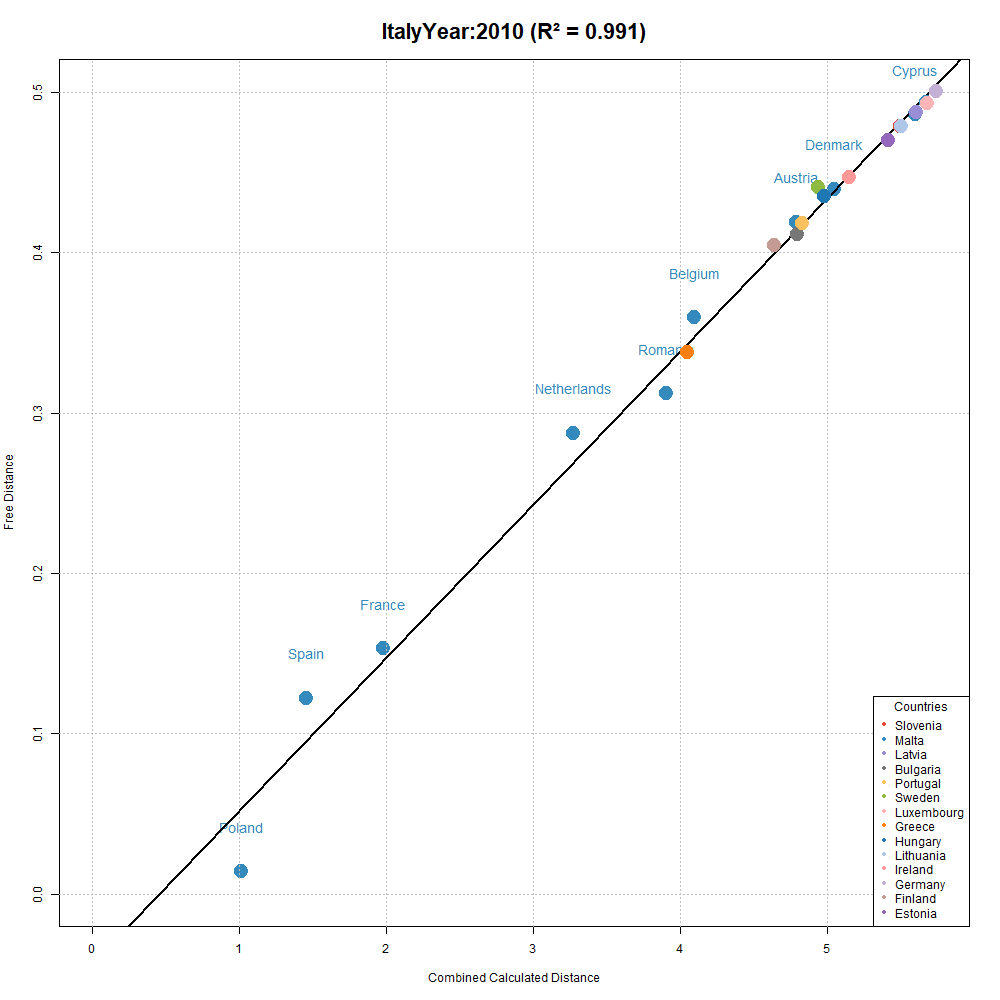 ItalyYear:2010 (R² = 0.991)
Cyprus
Denmark
Austria
Belgium
Roman
Netherlands
France
Spain
Poland
0.5
0.4
0.3
0.2
0.1
0.0
Free Distance
0 1 2 3 4 5
Combined Calculated Distance
Countries
Slovenia
Malta
Latvia
Bulgaria
Portugal
Sweden
Luxembourg
Greece
Hungary
Lithuania
Ireland
Germany
Finland
Estonia